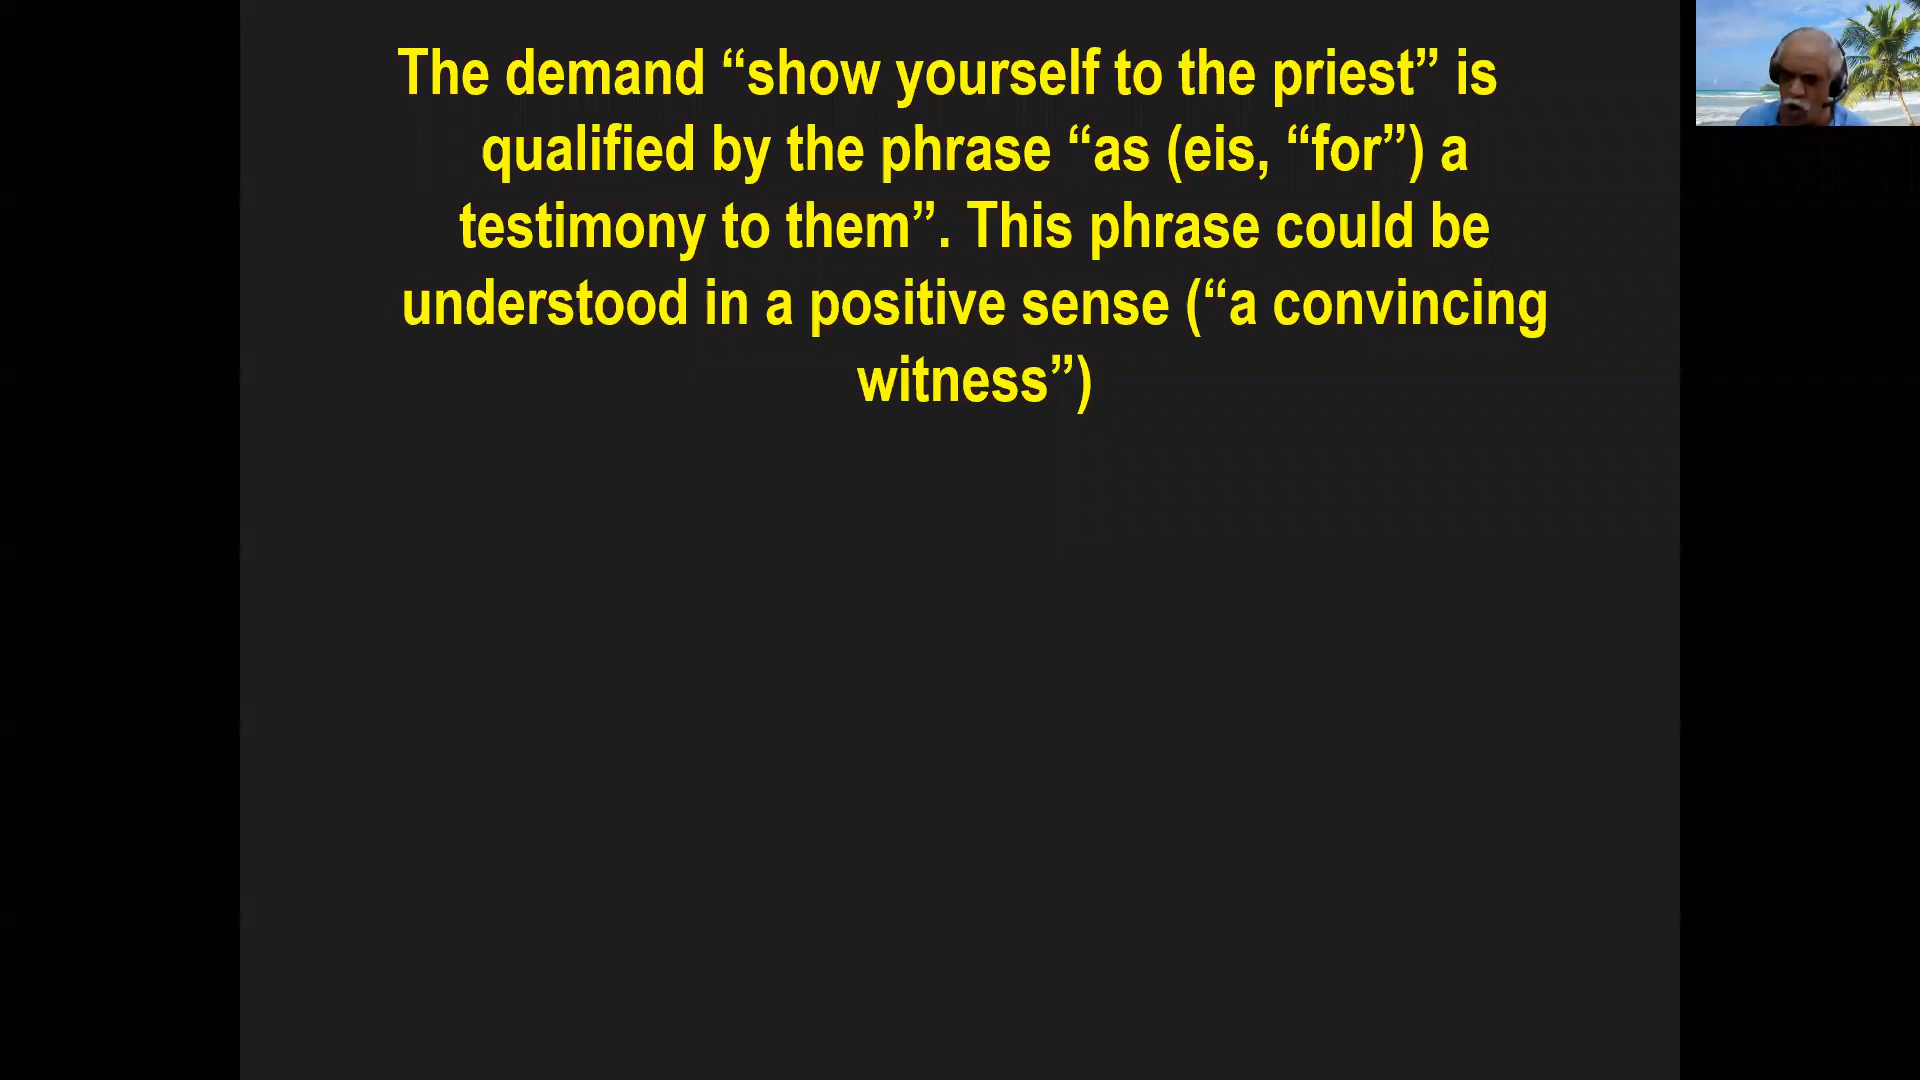 The demand “show yourself to the priest” is
qualified by the phrase “as (eis, “for”) a
testimony to them”. This phrase could be
understood in a positive sense (“a convincing
witness”)